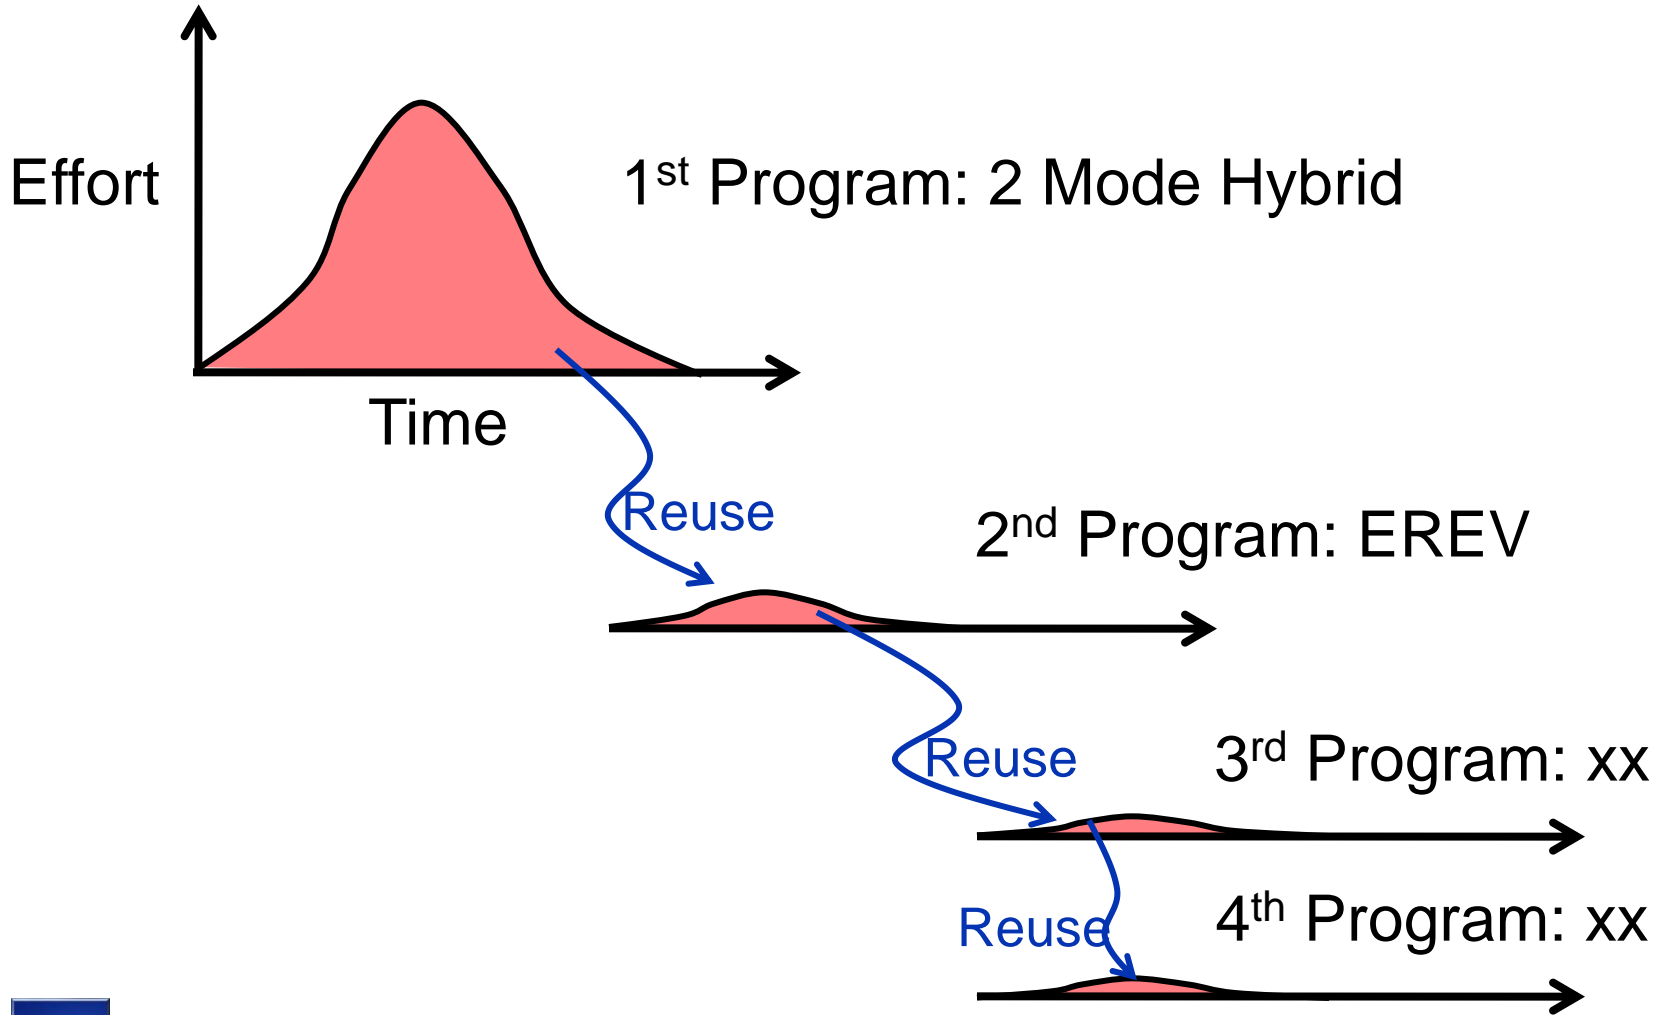 Effort
1st Program: 2 Mode Hybrid
Time
Reuse
2nd Program: EREV
Reuse
3rd Program: xx
Reuse
4th Program: xx